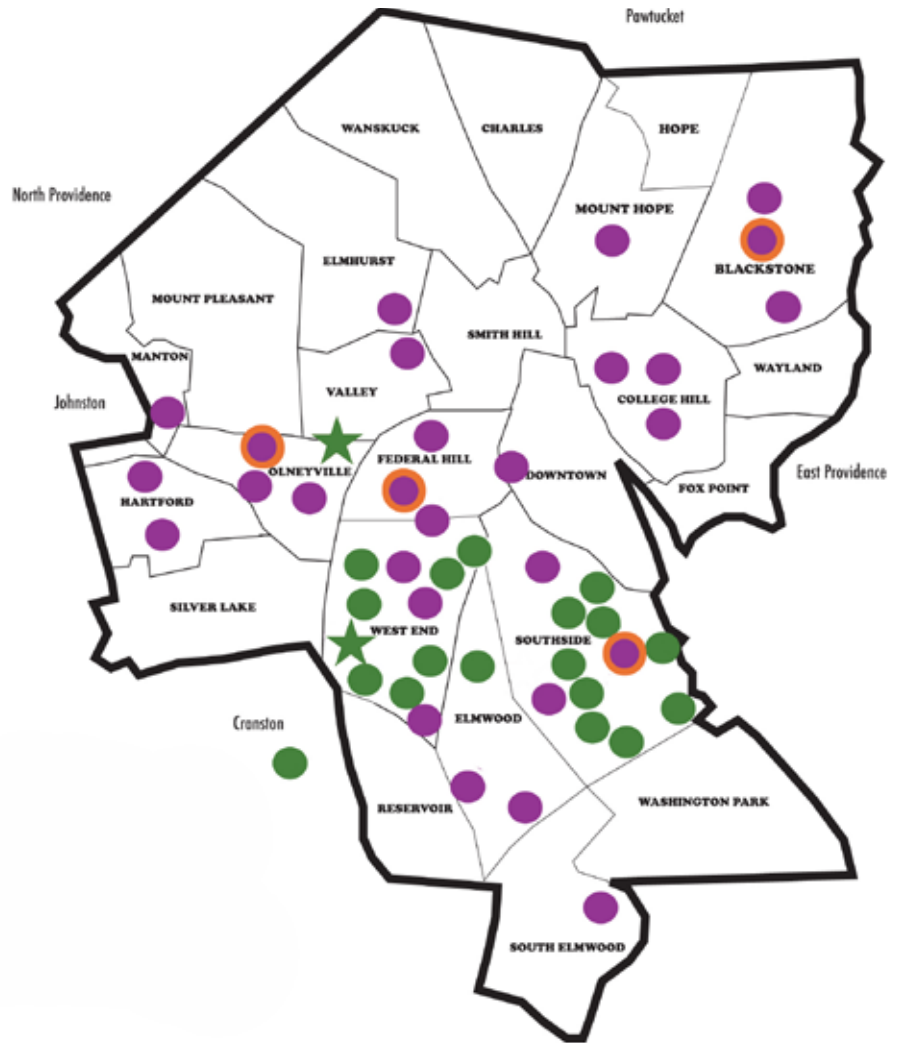 Pawtucket
WANSKUCK
CHARLES
HOPE
North Providence
MOUNT HOPE
ELMHURST
BLACKSTONE
MOUNT PLEASANT
SMITH HILL
MANTON
WAYLAND
VALLEY
COLLEGE HILL
Johnston
FEDERAL HILL
OLNEYVILLE
DOWNTOWN
East Providence
FOX POINT
HARTFORD
SILVER LAKE
WEST END
SOUTHSIDE
ELMWOOD
Cranston
WASHINGTON PARK
RESERVOIR
SOUTH ELMWOOD